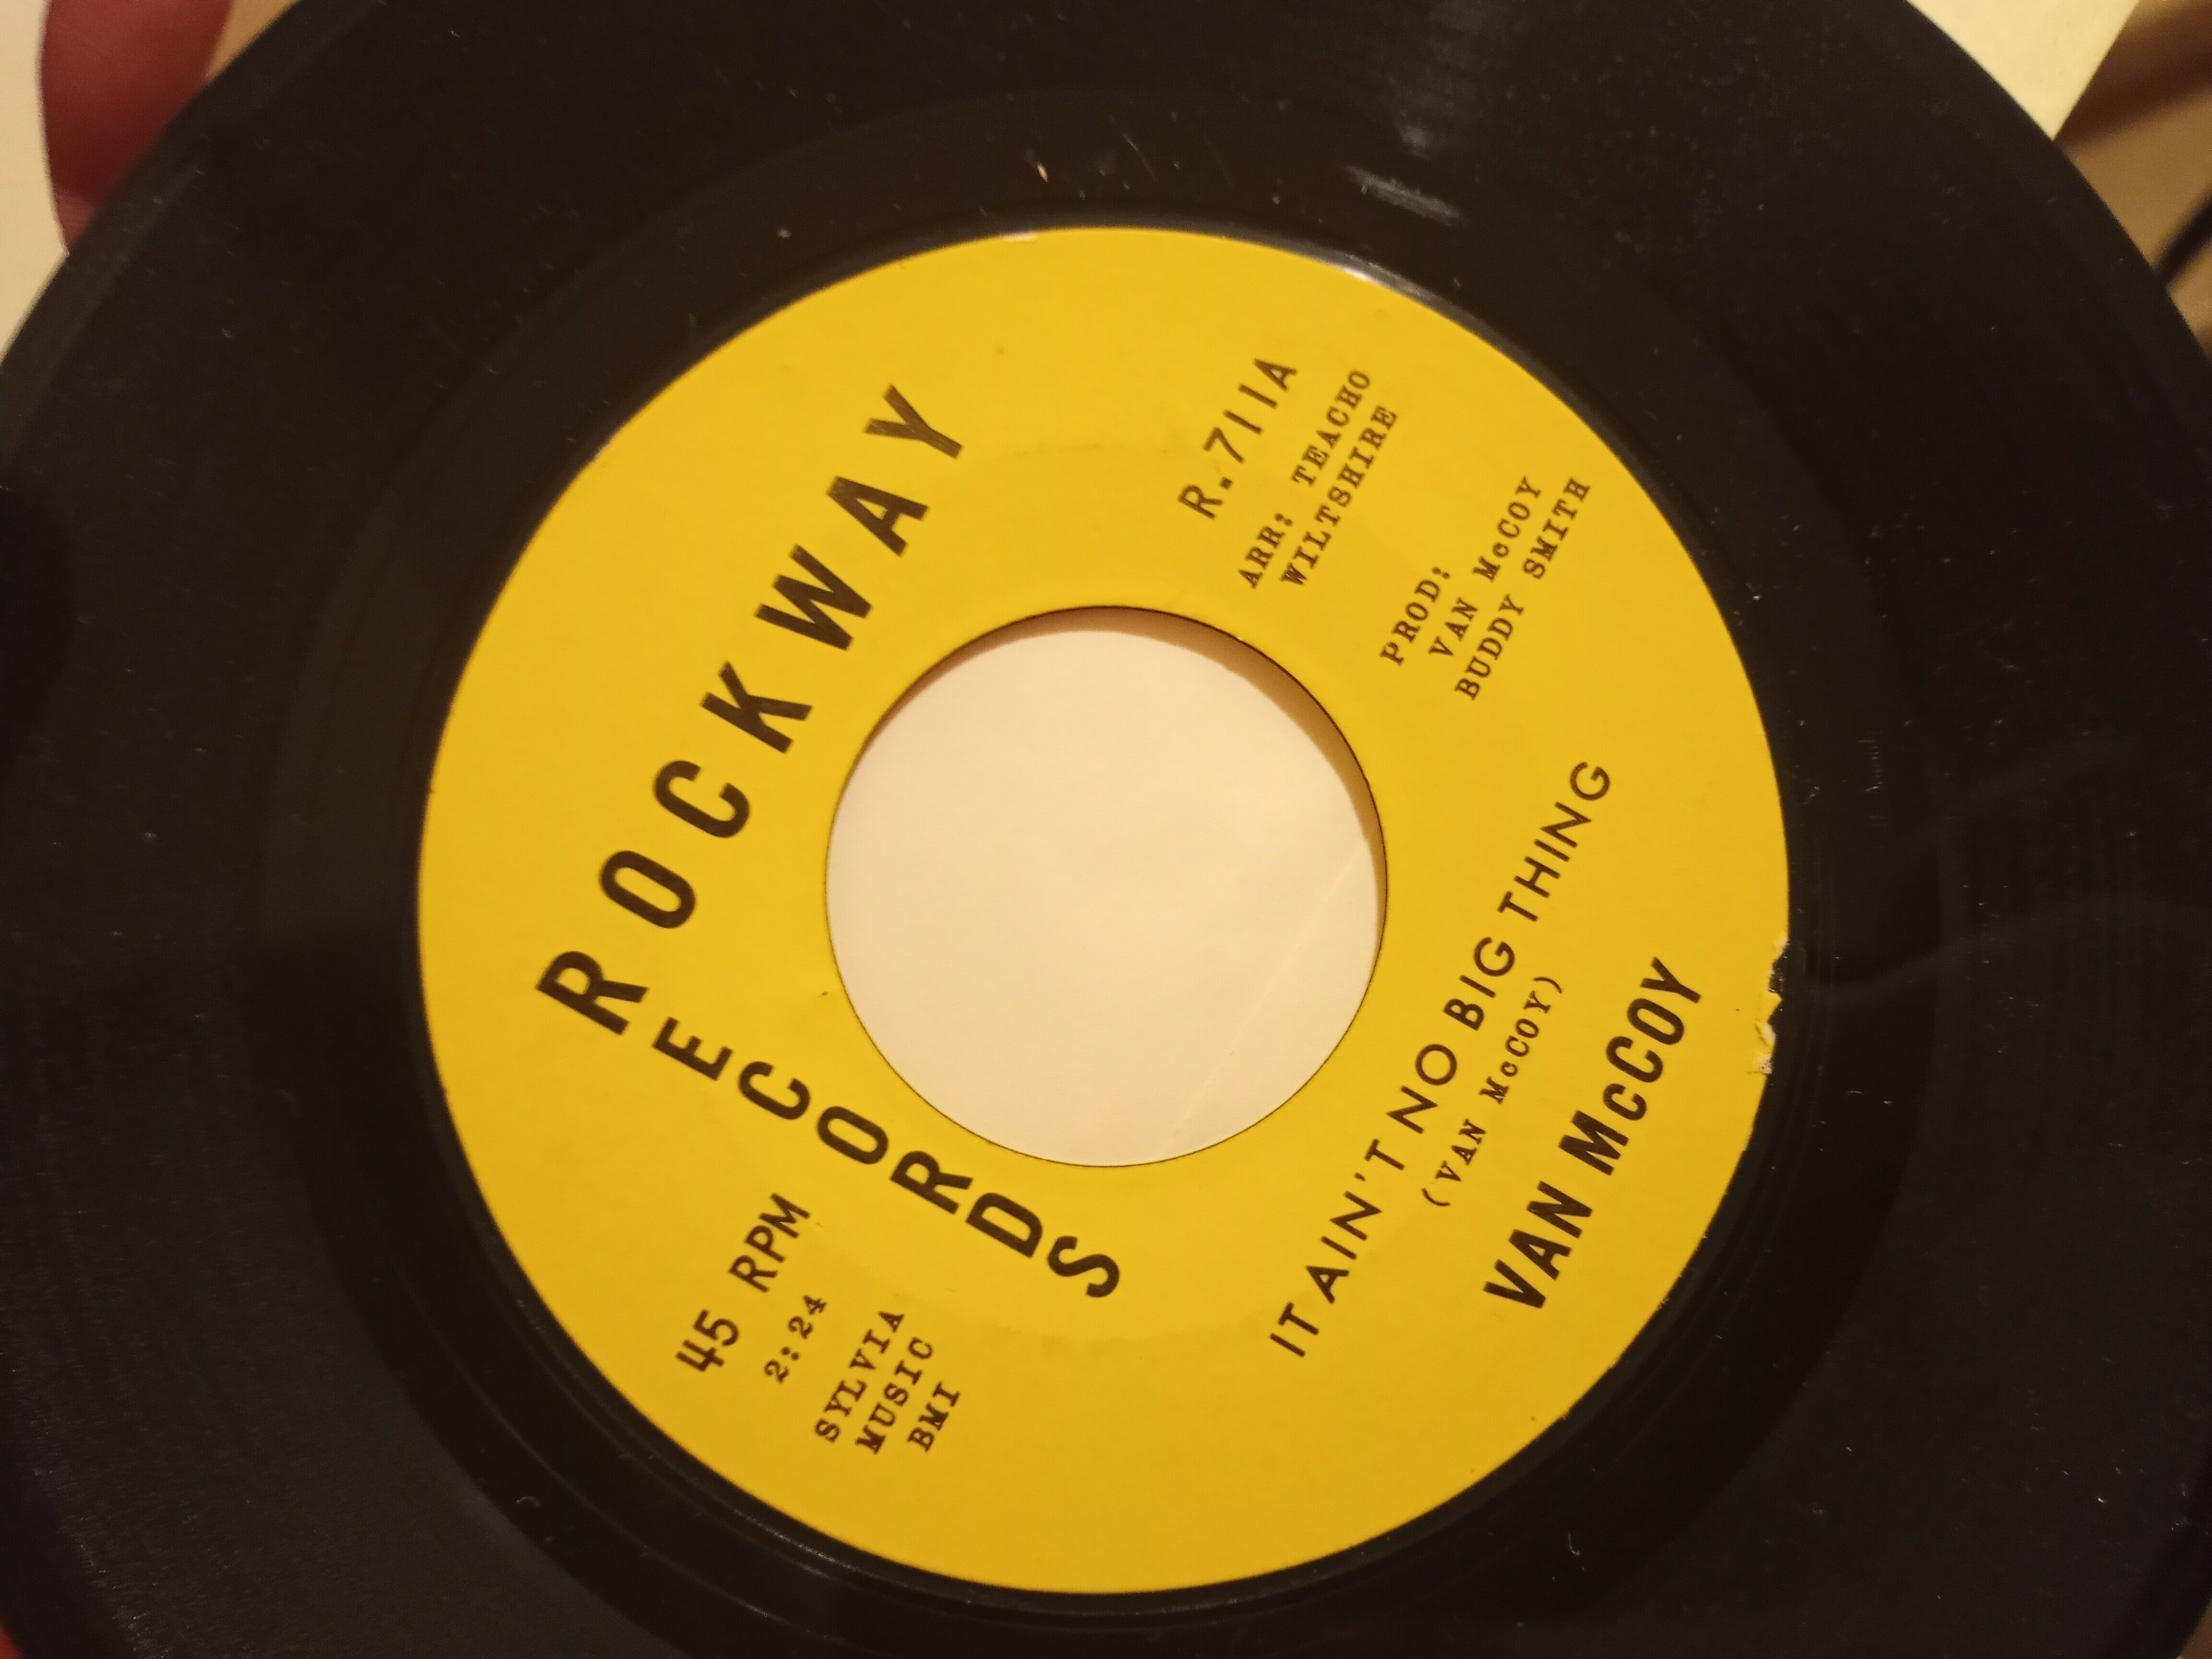 ROCKWAY
RECORDS
45 RPM
2:24
SYLVIA
MUSIC
BMI
R.711A
ARR: TEACHO
WILTSHIRE
PROD:
VAN McCOY
BUDDY SMITH
IT AIN'T NO BIG THING
(VAN McCOY)
VAN McCOY